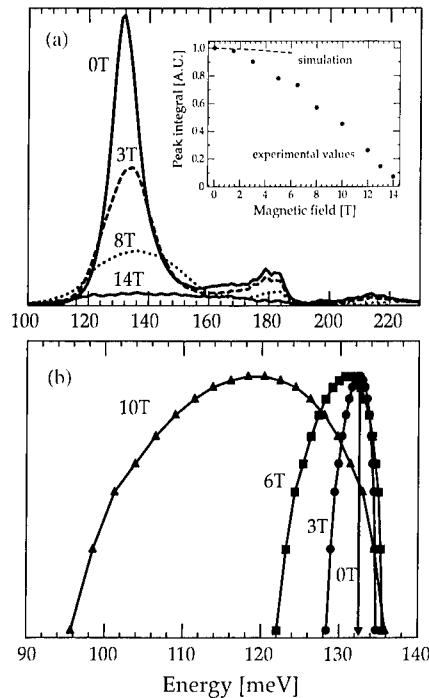 (a)
0T
3T
8T
14T
1.0
0.8
0.6
0.4
0.2
0
Peak integral [A.U.]
simulation
experimental values
0 2 4 6 8 10 12 14
Magnetic field [T]
100 120 140 160 180 200 220
(b)
10T
6T
3T
0T
90 100 110 120 130 140
Energy [meV]